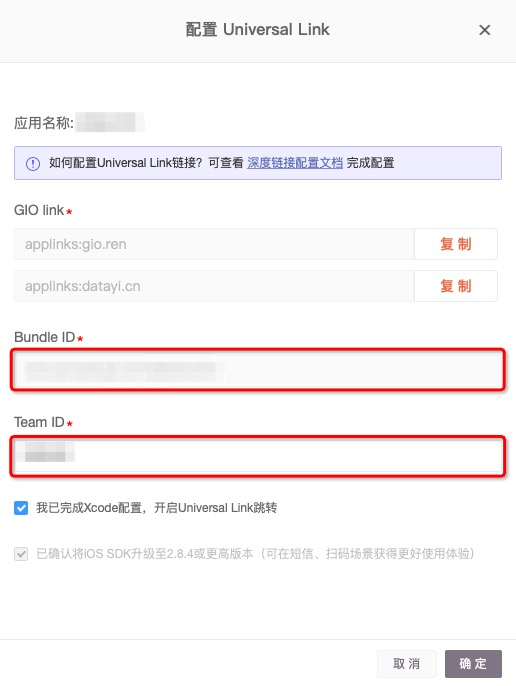 配置 Universal Link
应用名称:
如何配置Universal Link链接？可查看 深度链接配置文档 完成配置
GIO link*
applinks:gio.ren 复 制
applinks:datayi.cn 复 制
Bundle ID*
Team ID*
我已完成Xcode配置，开启Universal Link跳转
已确认将iOS SDK升级至2.8.4或更高版本（可在短信、扫码场景获得更好使用体验）
取 消 确 定